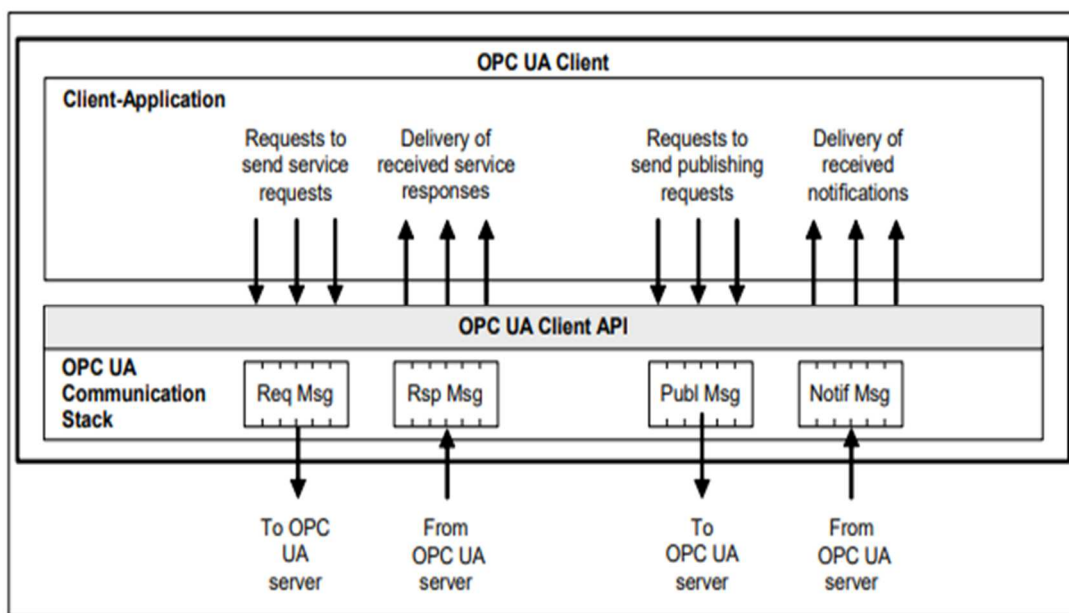 OPC UA Client
Client-Application
Requests to
send service
requests
Delivery of
received service
responses
Requests to
send publishing
requests
Delivery of
received
notifications
OPC UA Client API
OPC UA
Communication
Stack
Req Msg
Rsp Msg
Publ Msg
Notif Msg
To OPC
UA
server
From
OPC UA
server
To
OPC UA
server
From
OPC UA
server